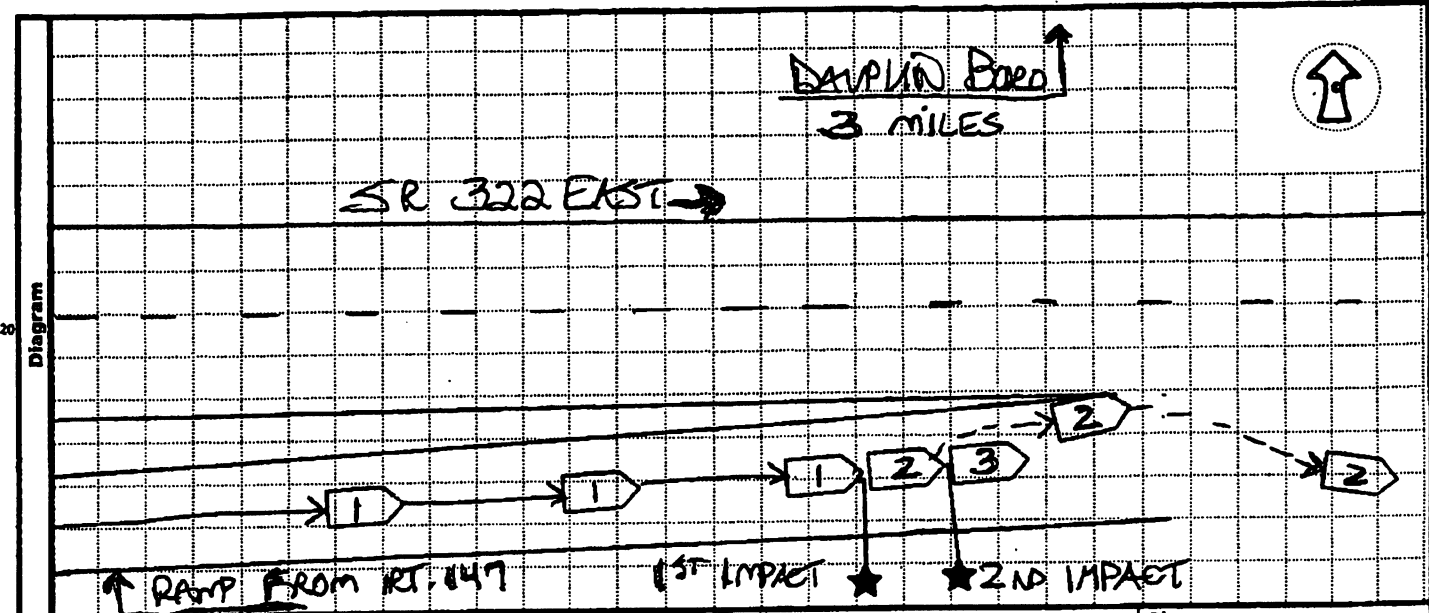 DAUPHIN BORO
3 MILES
SR 322 EAST
20
Diagram
2
1 2 3
1 1 2
RAMP FROM RT. 147 1ST IMPACT 2ND IMPACT